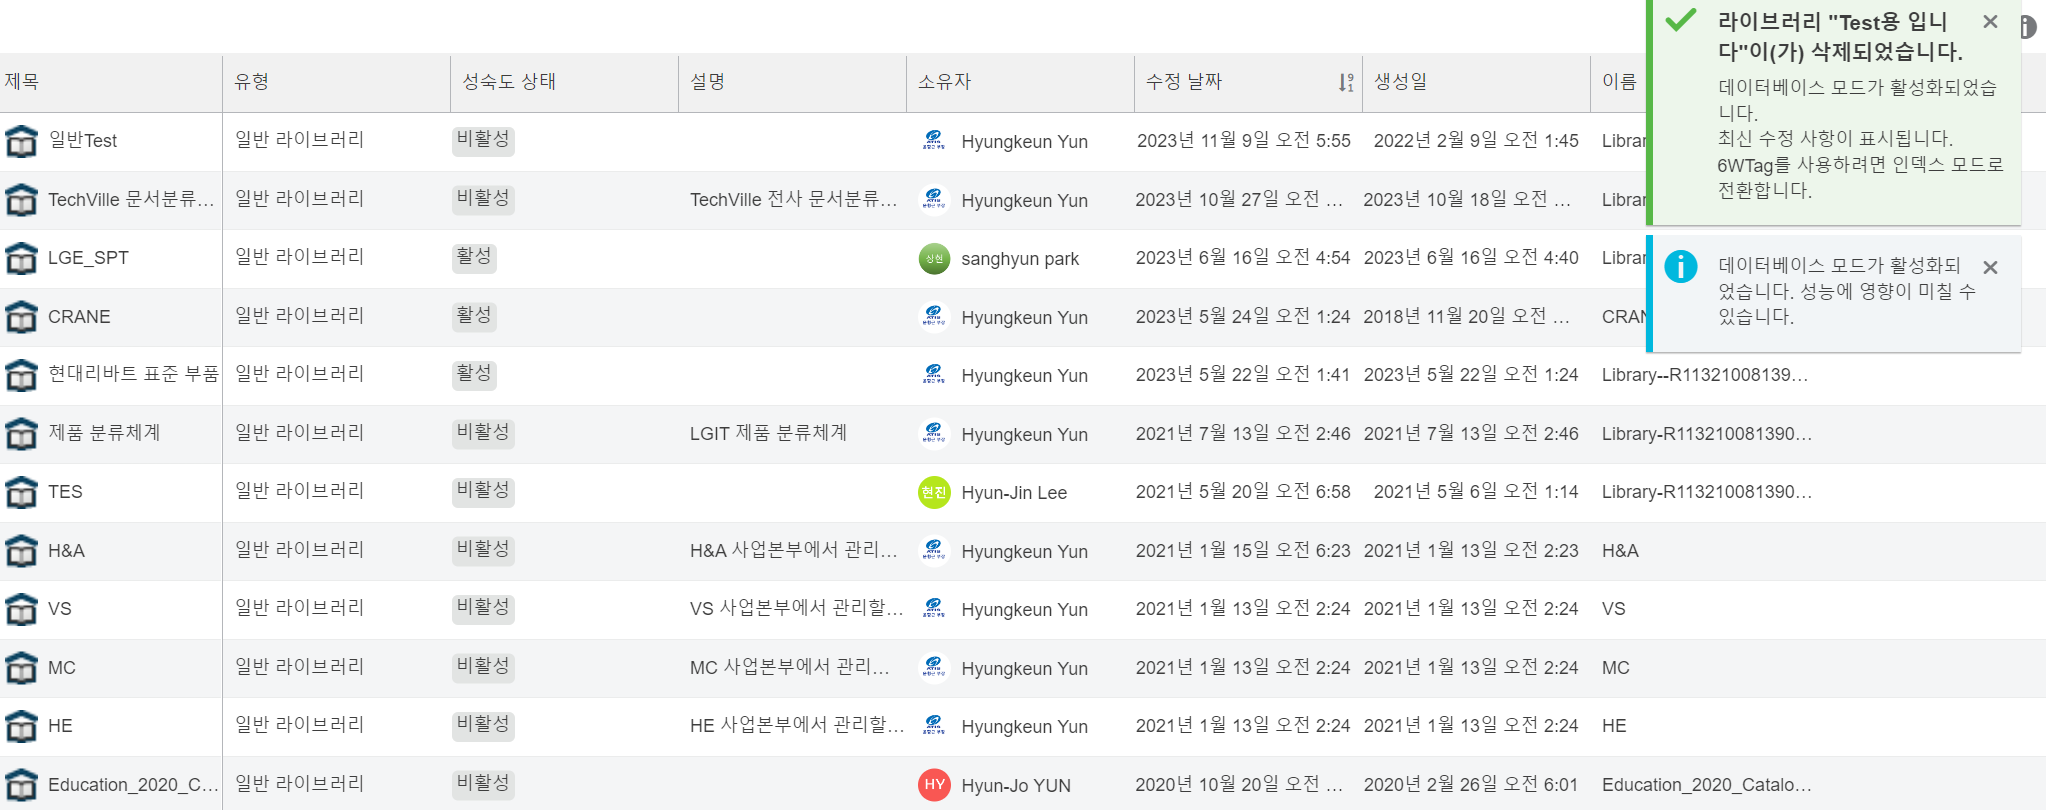 제목 유형 성숙도 상태 설명 소유자 수정 날짜 생성일 이름
일반Test 일반 라이브러리 비활성 Hyungkeun Yun 2023년 11월 9일 오전 5:55 2022년 2월 9일 오전 1:45 Librar
TechVille 문서분류... 일반 라이브러리 비활성 TechVille 전사 문서분류... Hyungkeun Yun 2023년 10월 27일 오전 ... 2023년 10월 18일 오전 ... Librar
LGE_SPT 일반 라이브러리 활성 상현 sanghyun park 2023년 6월 16일 오전 4:54 2023년 6월 16일 오전 4:40 Librar
CRANE 일반 라이브러리 활성 Hyungkeun Yun 2023년 5월 24일 오전 1:24 2018년 11월 20일 오전 ... CRAN
현대리바트 표준 부품 일반 라이브러리 활성 Hyungkeun Yun 2023년 5월 22일 오전 1:41 2023년 5월 22일 오전 1:24 Library--R11321008139...
제품 분류체계 일반 라이브러리 비활성 LGIT 제품 분류체계 Hyungkeun Yun 2021년 7월 13일 오전 2:46 2021년 7월 13일 오전 2:46 Library-R113210081390...
TES 일반 라이브러리 비활성 현진 Hyun-Jin Lee 2021년 5월 20일 오전 6:58 2021년 5월 6일 오전 1:14 Library-R113210081390...
H&A 일반 라이브러리 비활성 H&A 사업본부에서 관리... Hyungkeun Yun 2021년 1월 15일 오전 6:23 2021년 1월 13일 오전 2:23 H&A
VS 일반 라이브러리 비활성 VS 사업본부에서 관리할... Hyungkeun Yun 2021년 1월 13일 오전 2:24 2021년 1월 13일 오전 2:24 VS
MC 일반 라이브러리 비활성 MC 사업본부에서 관리... Hyungkeun Yun 2021년 1월 13일 오전 2:24 2021년 1월 13일 오전 2:24 MC
HE 일반 라이브러리 비활성 HE 사업본부에서 관리할... Hyungkeun Yun 2021년 1월 13일 오전 2:24 2021년 1월 13일 오전 2:24 HE
Education_2020_C... 일반 라이브러리 비활성 HY Hyun-Jo YUN 2020년 10월 20일 오전 ... 2020년 2월 26일 오전 6:01 Education_2020_Catalo...
라이브러리 "Test용 입니
다"이(가) 삭제되었습니다.
데이터베이스 모드가 활성화되었습
니다.
최신 수정 사항이 표시됩니다.
6WTag를 사용하려면 인덱스 모드로
전환합니다.
데이터베이스 모드가 활성화되
었습니다. 성능에 영향이 미칠 수
있습니다.